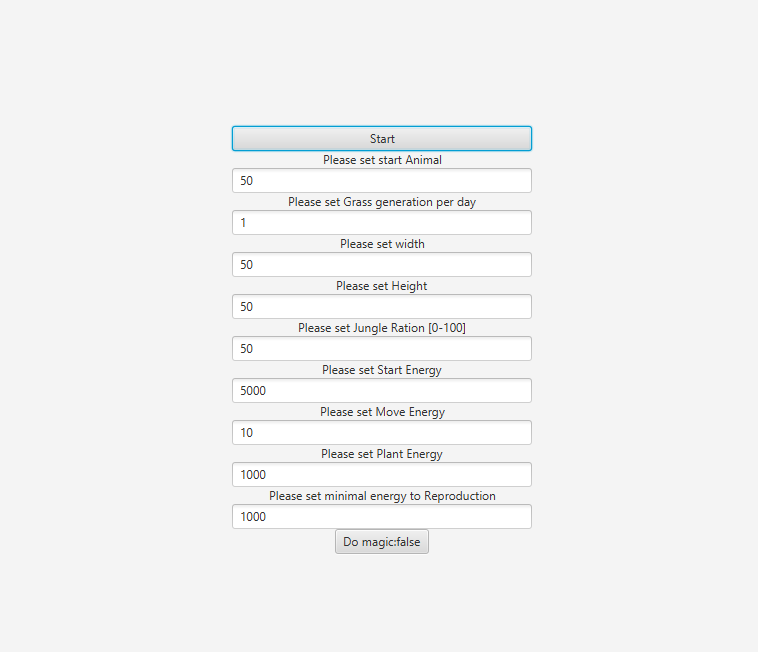 Start
Please set start Animal
50
Please set Grass generation per day
1
Please set width
50
Please set Height
50
Please set Jungle Ration [0-100]
50
Please set Start Energy
5000
Please set Move Energy
10
Please set Plant Energy
1000
Please set minimal energy to Reproduction
1000
Do magic:false